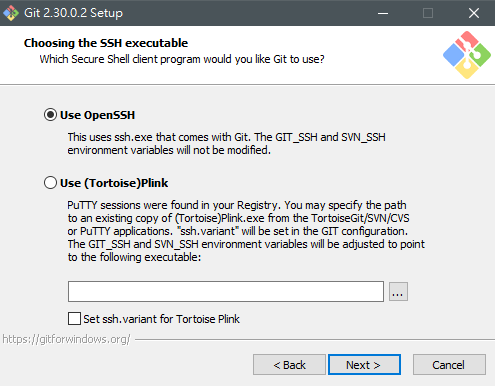 Git 2.30.0.2 Setup
Choosing the SSH executable
Which Secure Shell client program would you like Git to use?
Use OpenSSH
This uses ssh.exe that comes with Git. The GIT_SSH and SVN_SSH
environment variables will not be modified.
Use (Tortoise)Plink
PuTTY sessions were found in your Registry. You may specify the path
to an existing copy of (Tortoise)Plink.exe from the TortoiseGit/SVN/CVS
or PuTTY applications. "ssh.variant" will be set in the GIT configuration.
The GIT_SSH and SVN_SSH environment variables will be adjusted to point
to the following executable:
...
Set ssh.variant for Tortoise Plink
https://gitforwindows.org/
< Back Next > Cancel